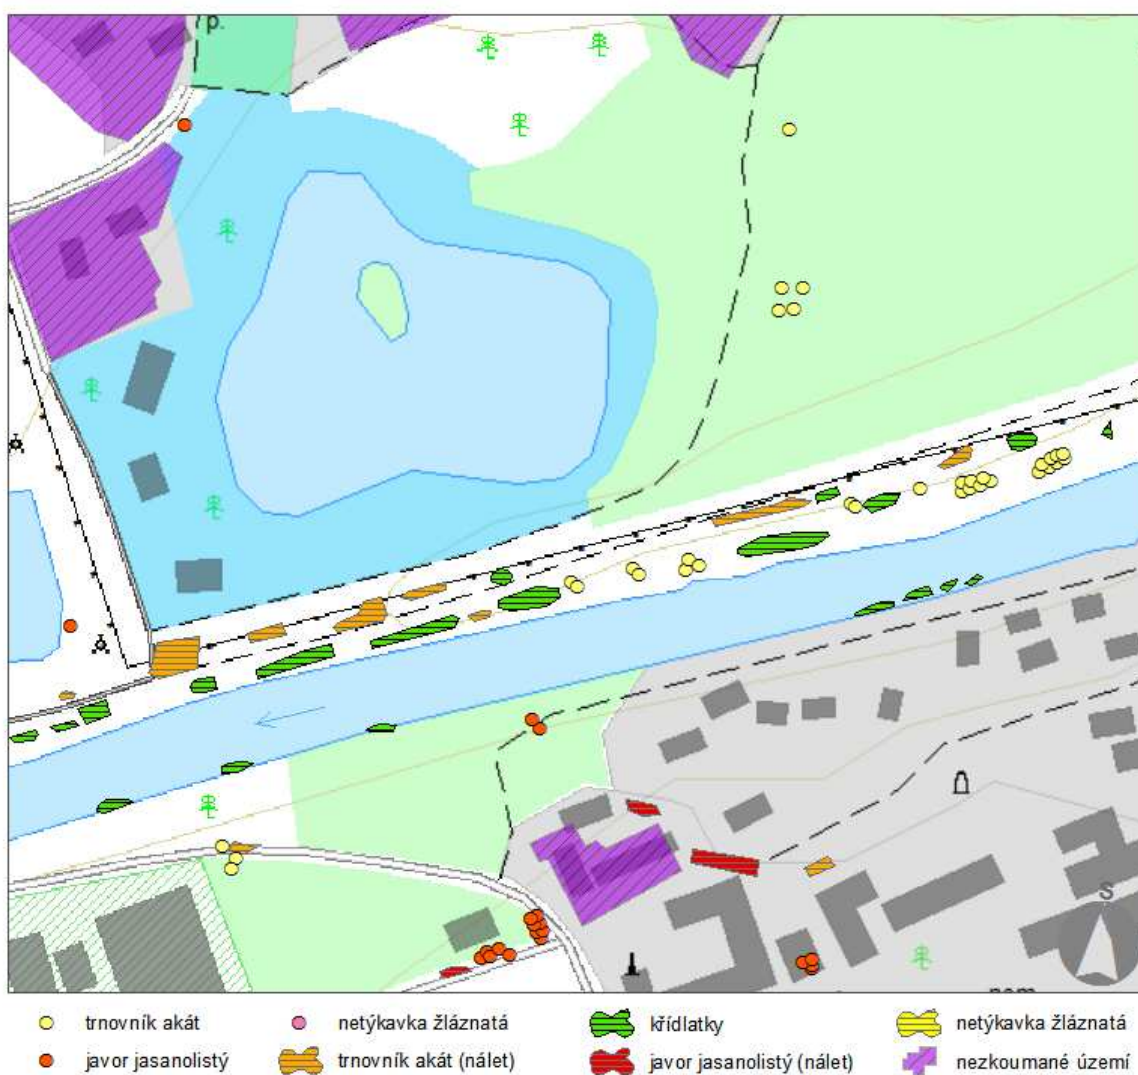 p.
S
trnovník akát
netýkavka žláznatá
křídlatky
netýkavka žláznatá
javor jasanolistý
trnovník akát (nálet)
javor jasanolistý (nálet)
nezkoumané území